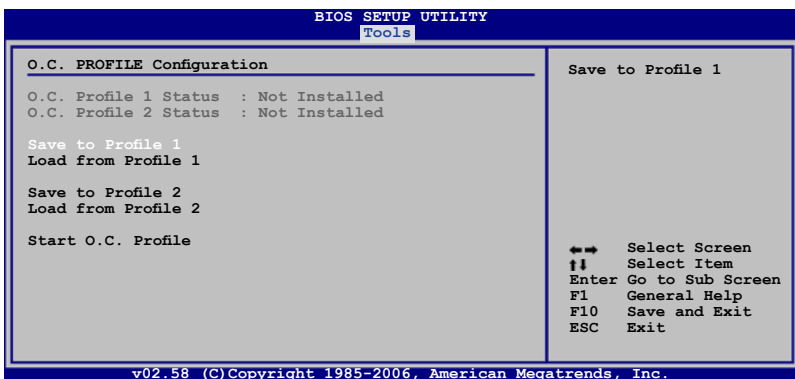 BIOS SETUP UTILITY
Tools
O.C. PROFILE Configuration
O.C. Profile 1 Status : Not Installed
O.C. Profile 2 Status : Not Installed
Save to Profile 1
Load from Profile 1
Save to Profile 2
Load from Profile 2
Start O.C. Profile
Save to Profile 1
←→ Select Screen
↑↓ Select Item
Enter Go to Sub Screen
F1 General Help
F10 Save and Exit
ESC Exit
v02.58 (C)Copyright 1985-2006, American Megatrends, Inc.